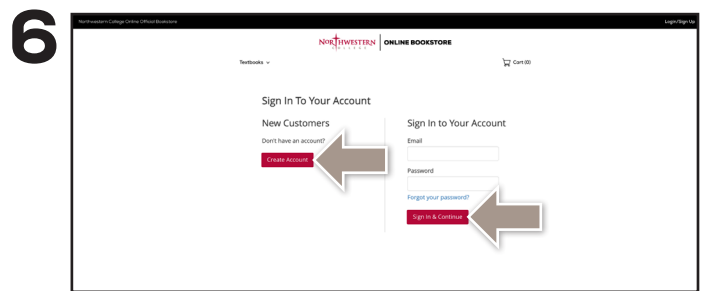 6
Northwestern College Online Official Bookstore
Login/Sign Up
NORTHWESTERN
COLLEGE
ONLINE BOOKSTORE
Textbooks
Cart (0)
Sign In To Your Account
New Customers
Don't have an account?
Create Account
Sign In to Your Account
Email
Password
Forgot your password?
Sign In & Continue